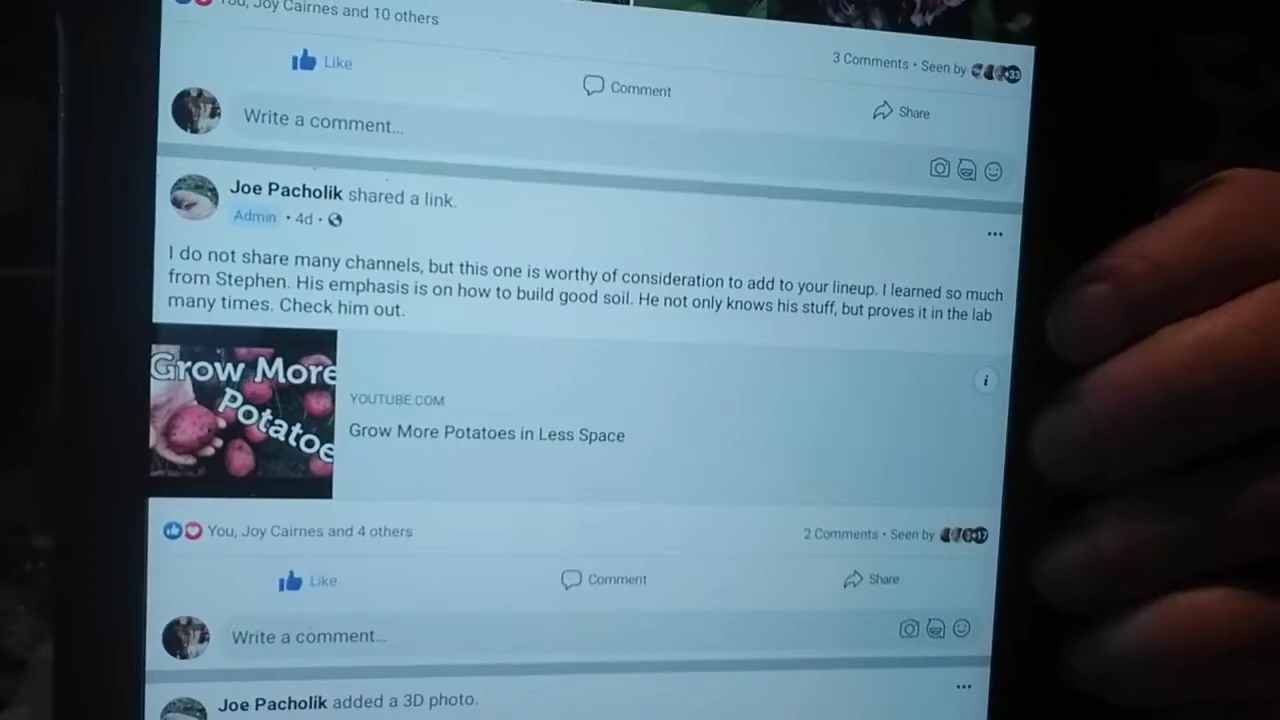 You, Joy Cairnes and 10 others
3 Comments • Seen by +33
Like
Comment
Share
Write a comment...
Joe Pacholik shared a link.
Admin • 4d •
I do not share many channels, but this one is worthy of consideration to add to your lineup. I learned so much
from Stephen. His emphasis is on how to build good soil. He not only knows his stuff, but proves it in the lab
many times. Check him out.
Grow More
Potatoe
i
YOUTUBE.COM
Grow More Potatoes in Less Space
You, Joy Cairnes and 4 others
2 Comments • Seen by +17
Like
Comment
Share
Write a comment...
Joe Pacholik added a 3D photo.